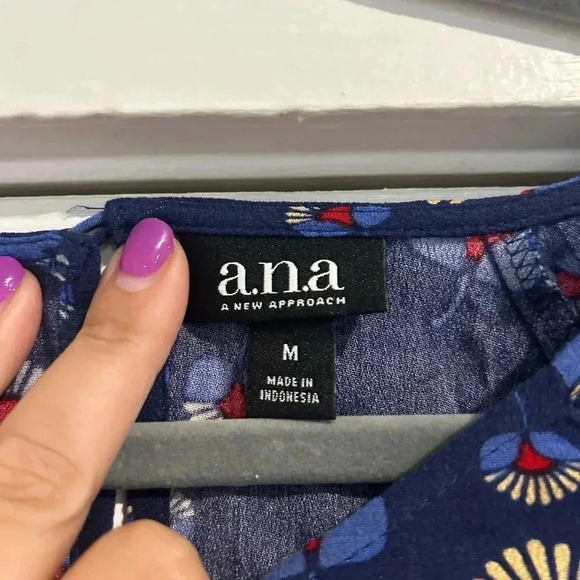 a.n.a
A NEW APPROACH
M
MADE IN
INDONESIA